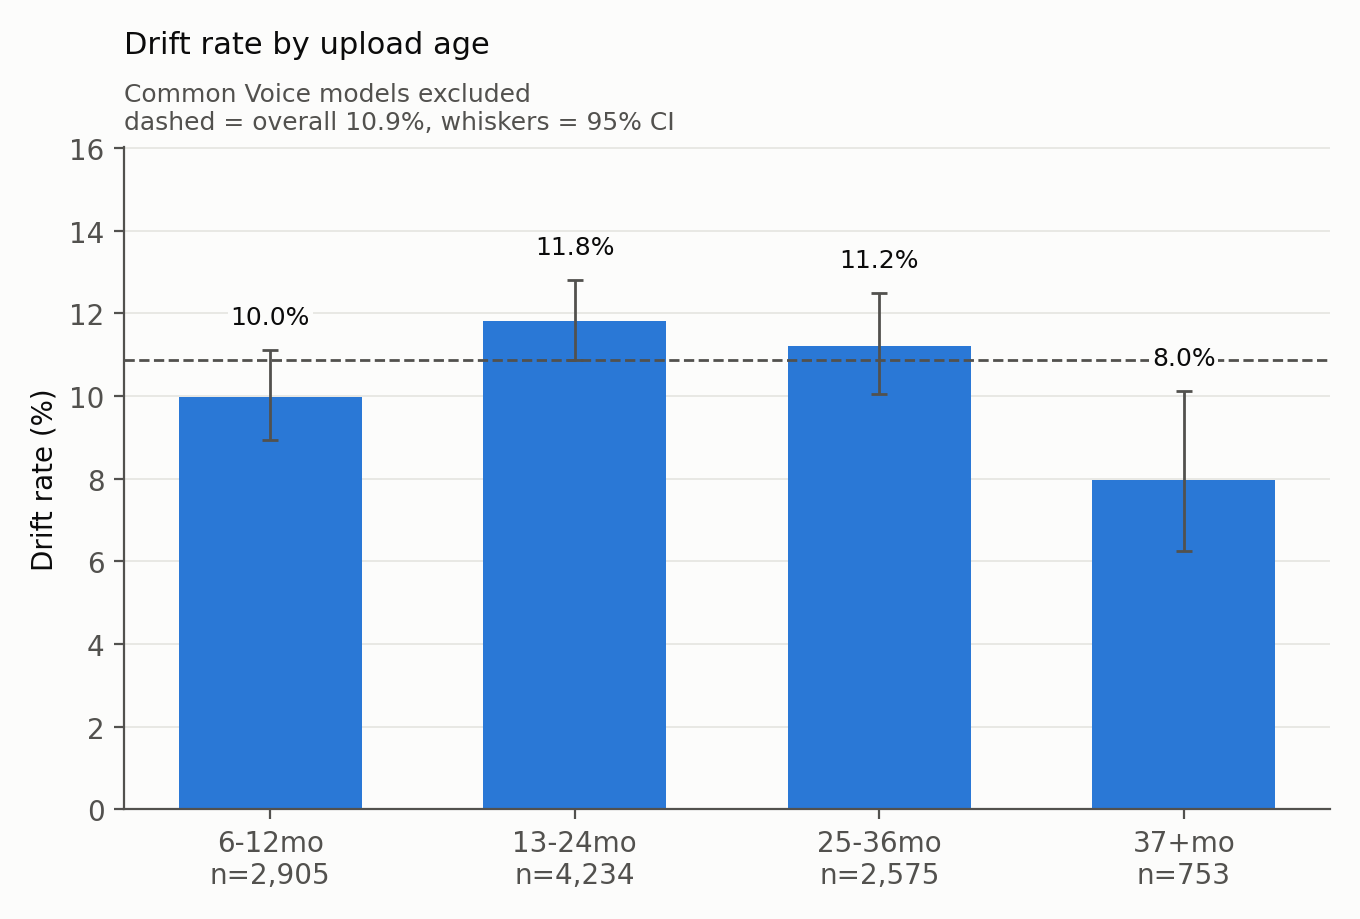 Drift rate by upload age
Common Voice models excluded
dashed = overall 10.9%, whiskers = 95% CI
Drift rate (%)
16
14
12
10
8
6
4
2
0
10.0%
11.8%
11.2%
8.0%
6-12mo
n=2,905
13-24mo
n=4,234
25-36mo
n=2,575
37+mo
n=753